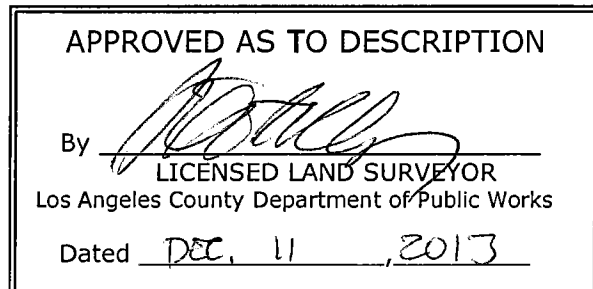 APPROVED AS TO DESCRIPTION
By
LICENSED LAND SURVEYOR
Los Angeles County Department of Public Works
Dated DEC. 11, 2013